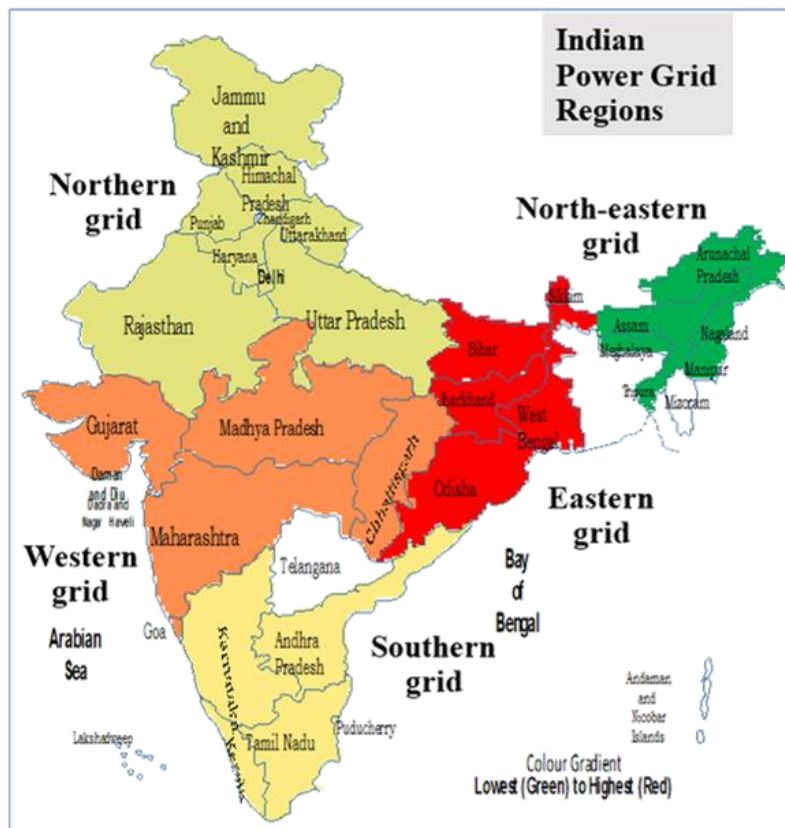 Indian
Power Grid
Regions
Jammu
and
Kashmir
Himachal
Pradesh
Northern
grid
Punjab
Chandigarh
Uttarakhand
Haryana
Delhi
North-eastern
grid
Arunachal
Pradesh
Rajasthan
Uttar Pradesh
Sikkim
Assam
Nagaland
Meghalaya
Manipur
Bihar
Tripura
Mizoram
Jharkhand
West
Bengal
Gujarat
Madhya Pradesh
Chhattisgarh
Daman
and Diu
Dadra and
Nagar Haveli
Odisha
Eastern
grid
Maharashtra
Western
grid
Telangana
Bay
of
Bengal
Goa
Arabian
Sea
Karnataka
Andhra
Pradesh
Southern
grid
Andaman
and
Nicobar
Islands
Puducherry
Lakshadweep
Kerala
Tamil Nadu
Colour Gradient
Lowest (Green) to Highest (Red)